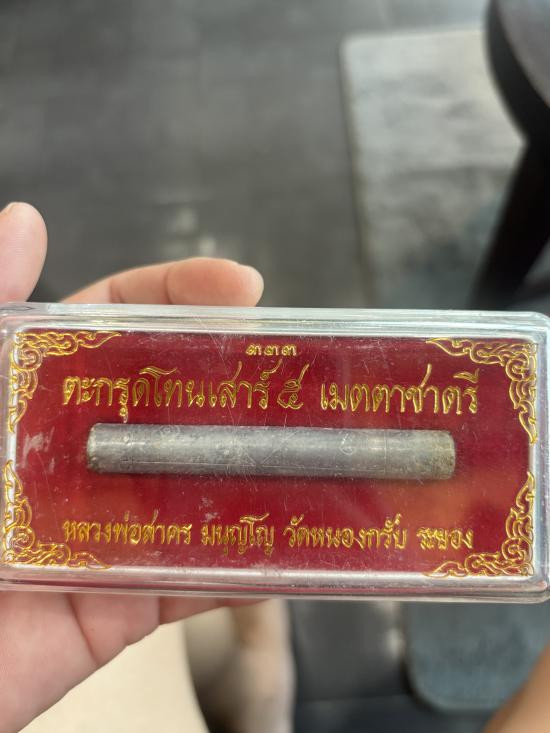 ๓๓๓
ตะกรุดโทนเสาร์ ๕ เมตตาชาตรี
หลวงพ่อสาคร มนุญโญ วัดหนองกรับ ระยอง